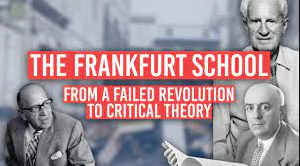 THE FRANKFURT SCHOOL
FROM A FAILED REVOLUTION
TO CRITICAL THEORY